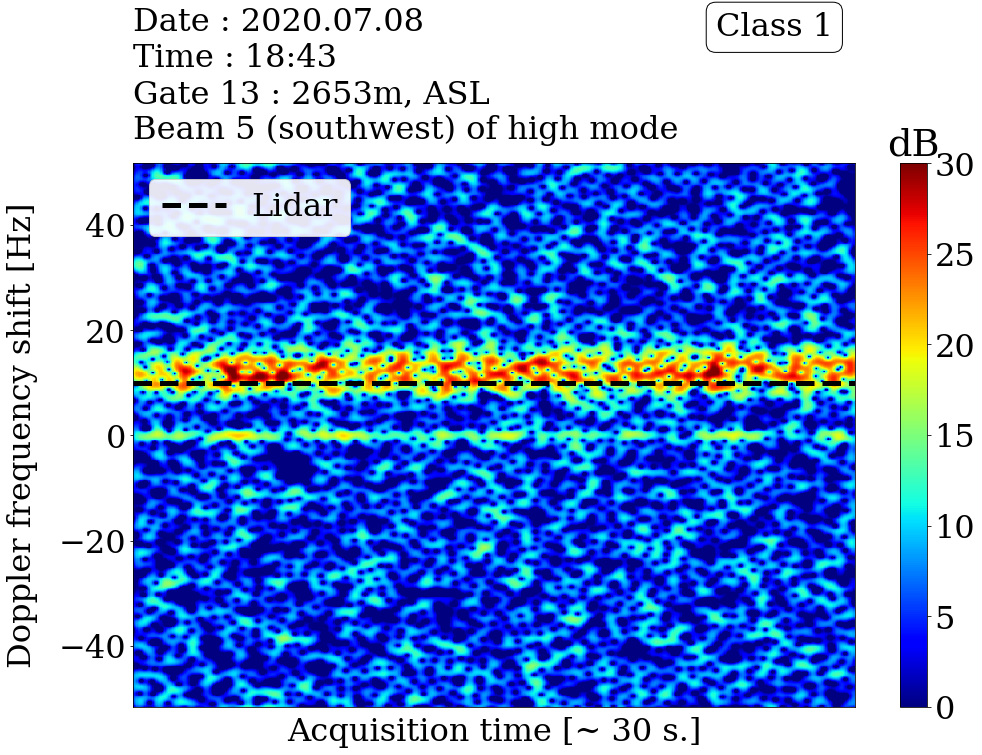 Date : 2020.07.08
Time : 18:43
Gate 13 : 2653m, ASL
Beam 5 (southwest) of high mode
Class 1
dB
Lidar
Doppler frequency shift [Hz]
40
20
0
−20
−40
30
25
20
15
10
5
0
Acquisition time [~ 30 s.]